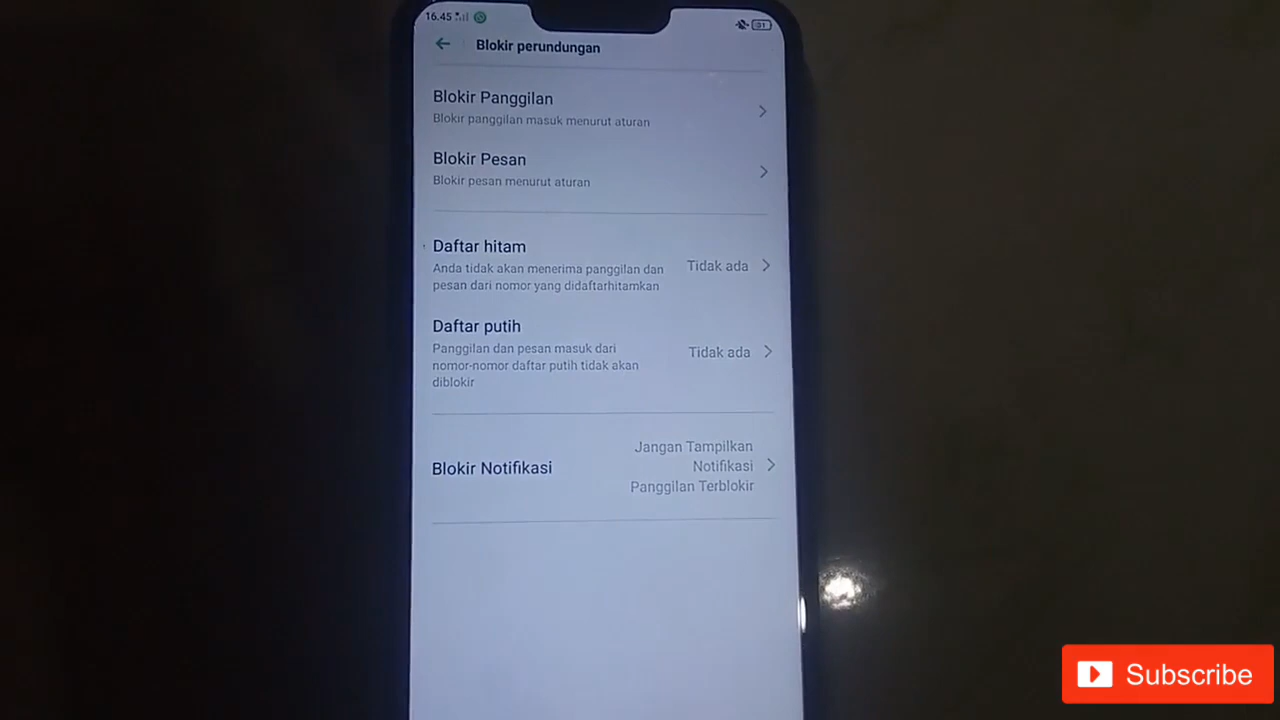 16.45
31
Blokir perundungan
Blokir Panggilan
Blokir panggilan masuk menurut aturan
Blokir Pesan
Blokir pesan menurut aturan
Daftar hitam
Anda tidak akan menerima panggilan dan
pesan dari nomor yang didaftarhitamkan
Tidak ada
Daftar putih
Panggilan dan pesan masuk dari
nomor-nomor daftar putih tidak akan
diblokir
Tidak ada
Blokir Notifikasi
Jangan Tampilkan
Notifikasi
Panggilan Terblokir
Subscribe